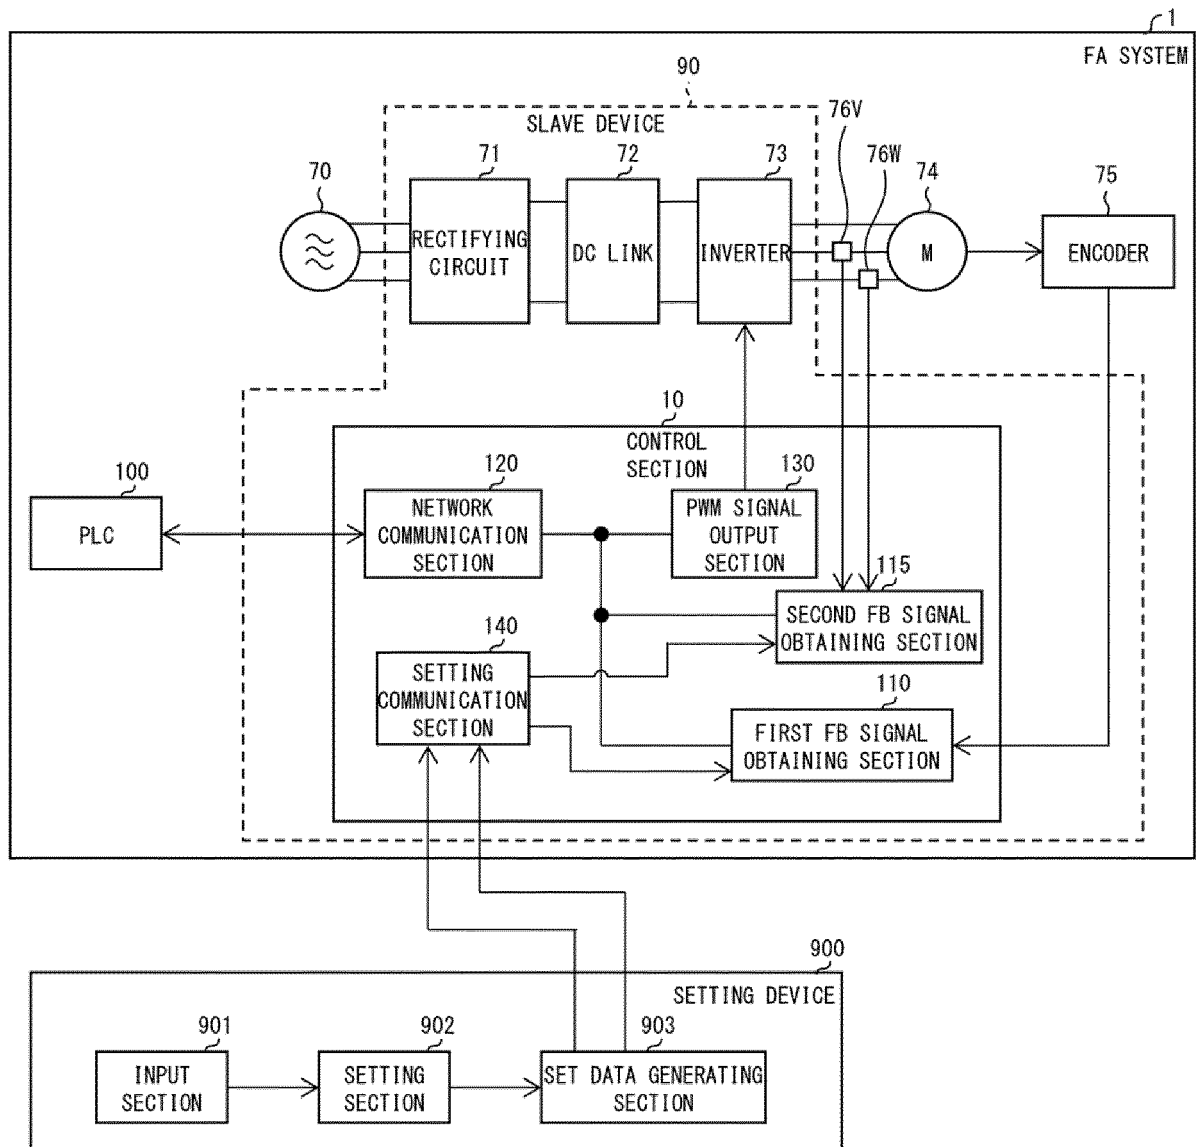 1
FA SYSTEM
90
SLAVE DEVICE
76V
76W
70
71
72
73
74
75
RECTIFYING
CIRCUIT
DC LINK
INVERTER
M
ENCODER
10
CONTROL
SECTION
100
PLC
120
NETWORK
COMMUNICATION
SECTION
130
PWM SIGNAL
OUTPUT
SECTION
115
SECOND FB SIGNAL
OBTAINING SECTION
140
SETTING
COMMUNICATION
SECTION
110
FIRST FB SIGNAL
OBTAINING SECTION
900
SETTING DEVICE
901
INPUT
SECTION
902
SETTING
SECTION
903
SET DATA GENERATING
SECTION